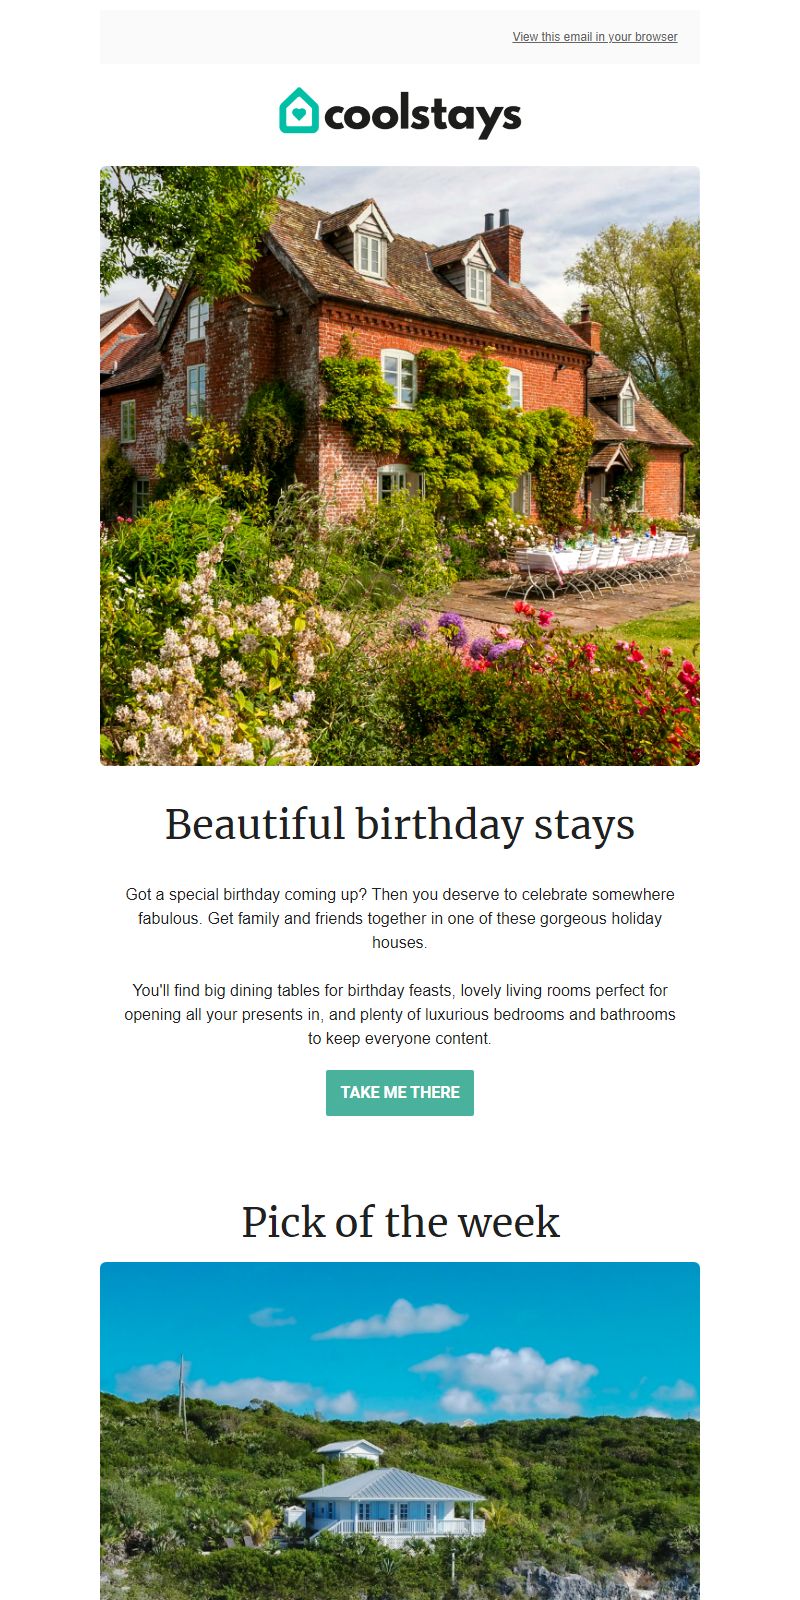 View this email in your browser
coolstays
Beautiful birthday stays
Got a special birthday coming up? Then you deserve to celebrate somewhere
fabulous. Get family and friends together in one of these gorgeous holiday
houses.
You'll find big dining tables for birthday feasts, lovely living rooms perfect for
opening all your presents in, and plenty of luxurious bedrooms and bathrooms
to keep everyone content.
TAKE ME THERE
Pick of the week